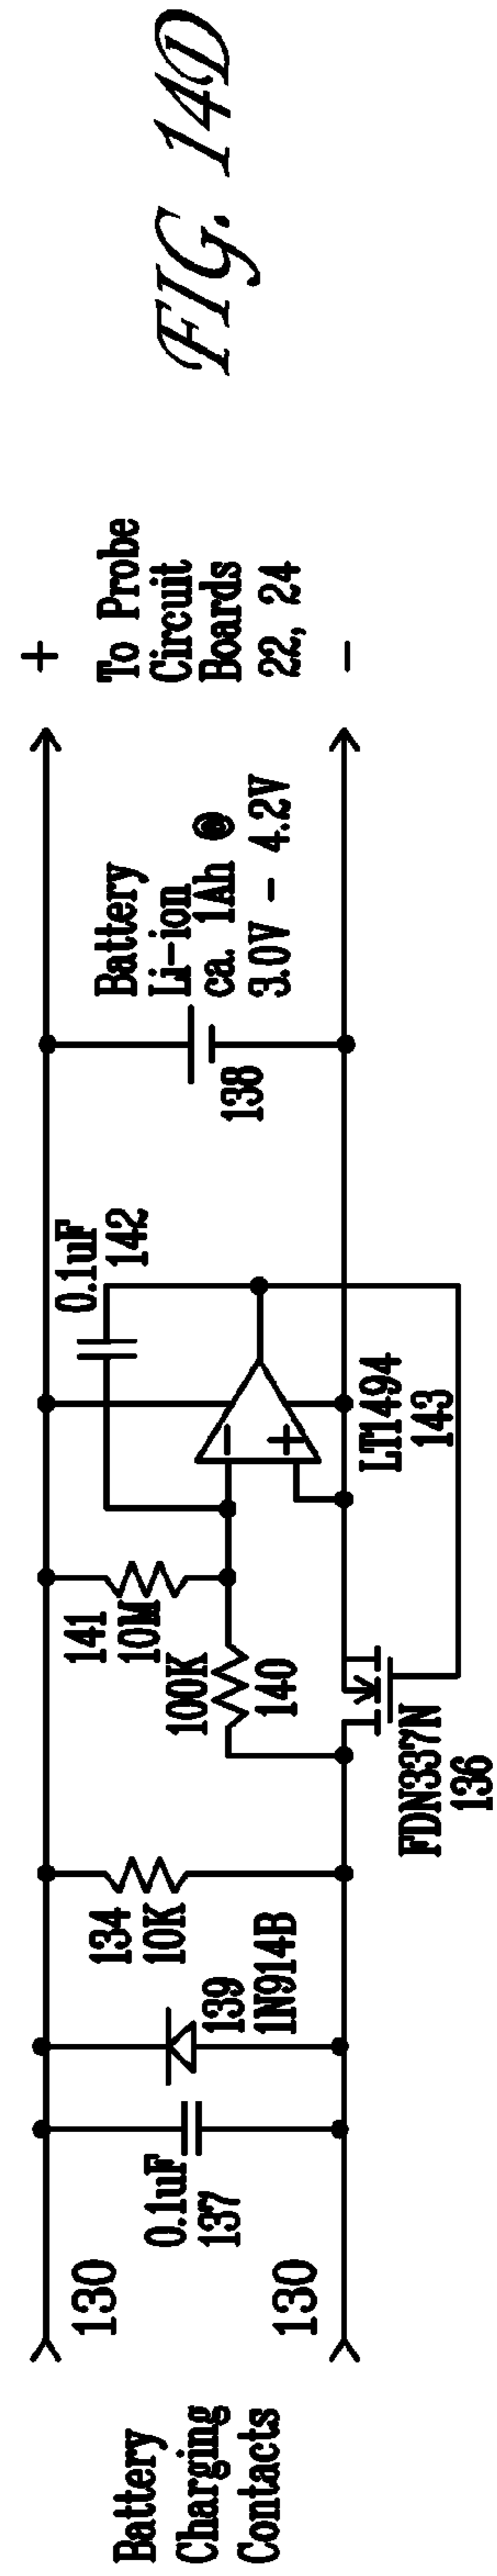 Battery
Charging
Contacts
130
130
0.1uF
137
139
1N914B
134
10K
100K
140
141
10M
FDN337N
136
0.1uF
142
−
+
LT1494
143
138
Battery
Li-ion
ca. 1Ah @
3.0V - 4.2V
+
To Probe
Circuit
Boards
22, 24
−
FIG. 14D